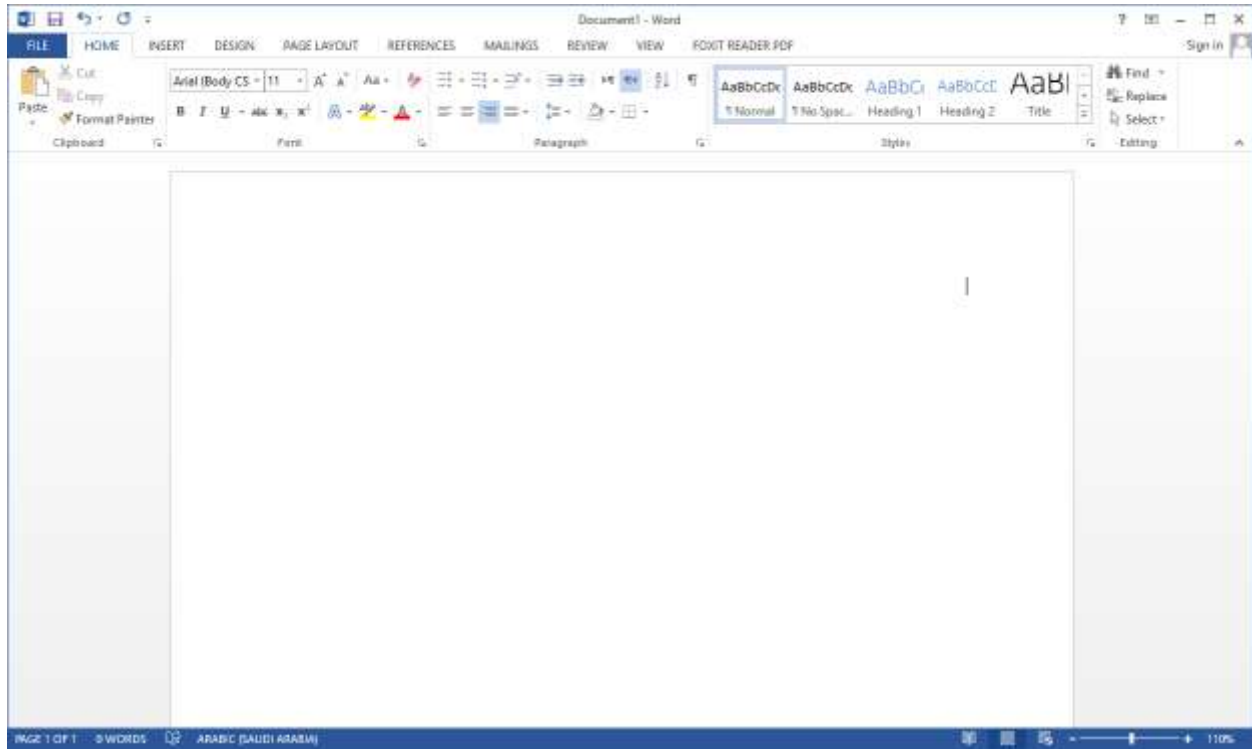 Document1 - Word
FILE HOME INSERT DESIGN PAGE LAYOUT REFERENCES MAILINGS REVIEW VIEW FOXIT READER PDF Sign in
Cut
Copy
Format Painter
Paste
Arial (Body CS 11
AaBbCcDc AaBbCcDc AaBbC AaBbCcE AaBI
¶ Normal ¶ No Spac... Heading 1 Heading 2 Title
Find
Replace
Select
Clipboard Font Paragraph Styles Editing
PAGE 1 OF 1 0 WORDS ARABIC (SAUDI ARABIA) 110%